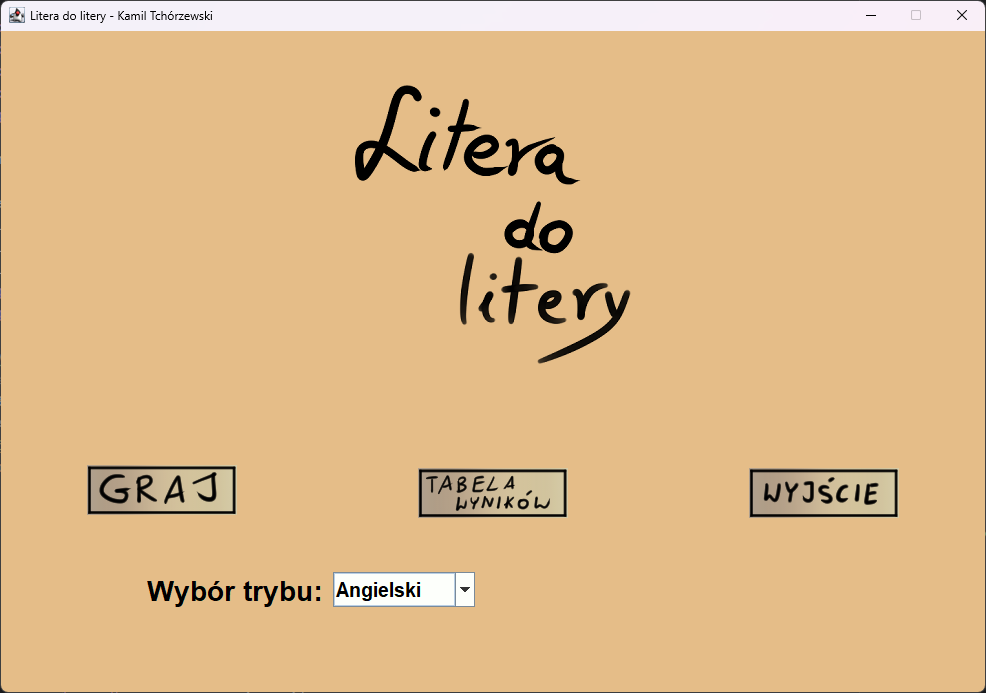 Litera do litery - Kamil Tchórzewski
Litera
do
litery
GRAJ
TABELA
WYNIKÓW
WYJŚCIE
Wybór trybu: Angielski